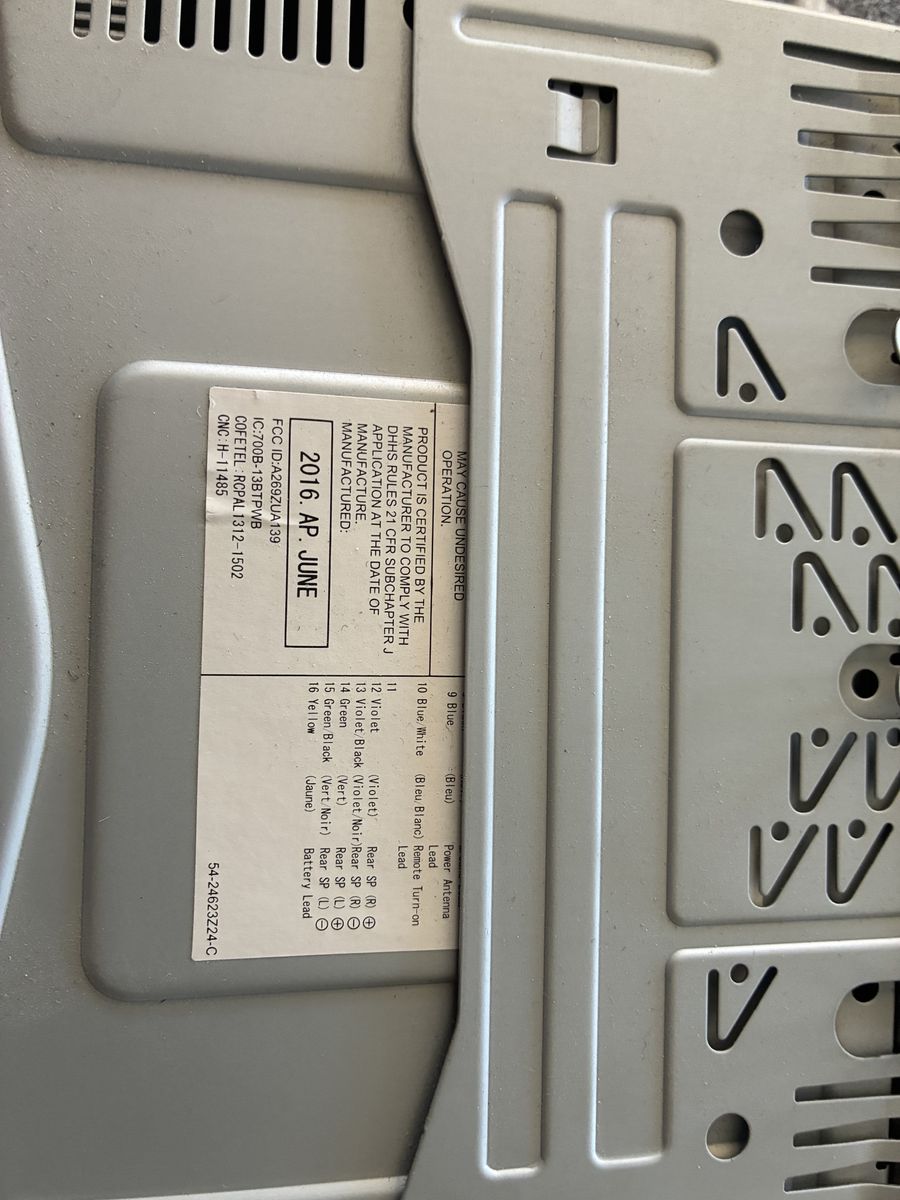 MAY CAUSE UNDESIRED
OPERATION.
PRODUCT IS CERTIFIED BY THE
MANUFACTURER TO COMPLY WITH
DHHS RULES 21 CFR SUBCHAPTER J
APPLICATION AT THE DATE OF
MANUFACTURE.
MANUFACTURED:
2016. AP. JUNE
FCC ID:A269ZUA139
IC:700B-13BTPWB
COFETEL:RCPAL1312-1502
CNC:H-11485
9 Blue (Bleu) Power Antenna
Lead
10 Blue/White (Bleu/Blanc) Remote Turn-on
Lead
11
12 Violet (Violet) Rear SP (R) ⊕
13 Violet/Black (Violet/Noir) Rear SP (R) ⊖
14 Green (Vert) Rear SP (L) ⊕
15 Green/Black (Vert/Noir) Rear SP (L) ⊖
16 Yellow (Jaune) Battery Lead
54-24623Z24-C